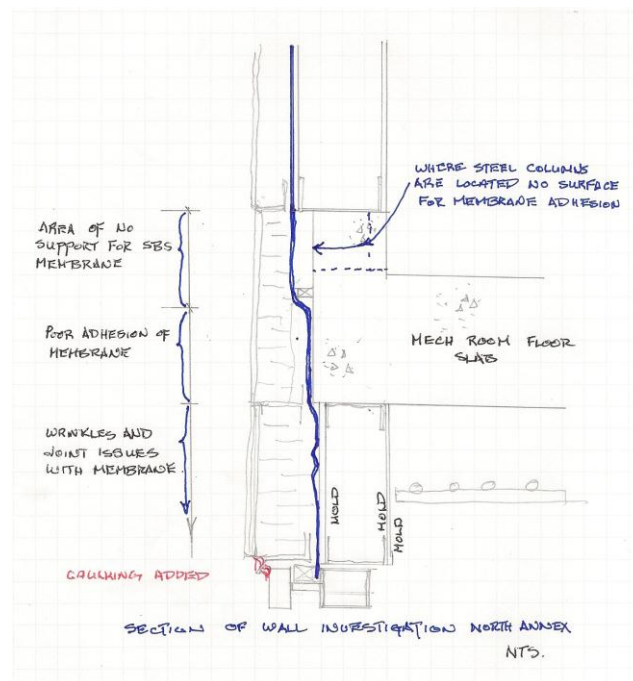 WHERE STEEL COLUMNS
ARE LOCATED NO SURFACE
FOR MEMBRANE ADHESION
AREA OF NO
SUPPORT FOR SBS
MEMBRANE
POOR ADHESION OF
MEMBRANE
MECH ROOM FLOOR
SLAB
WRINKLES AND
JOINT ISSUES
WITH MEMBRANE
MOLD
MOLD
MOLD
CAULKING ADDED
SECTION OF WALL INVESTIGATION NORTH ANNEX
NTS.